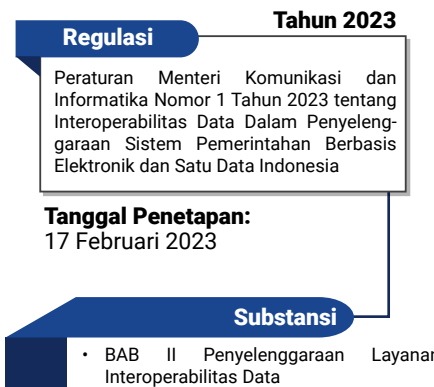 Tahun 2023
Regulasi
Peraturan Menteri Komunikasi dan
Informatika Nomor 1 Tahun 2023 tentang
Interoperabilitas Data Dalam Penyeleng-
garaan Sistem Pemerintahan Berbasis
Elektronik dan Satu Data Indonesia
Tanggal Penetapan:
17 Februari 2023
Substansi
• BAB II Penyelenggaraan Layanan
Interoperabilitas Data